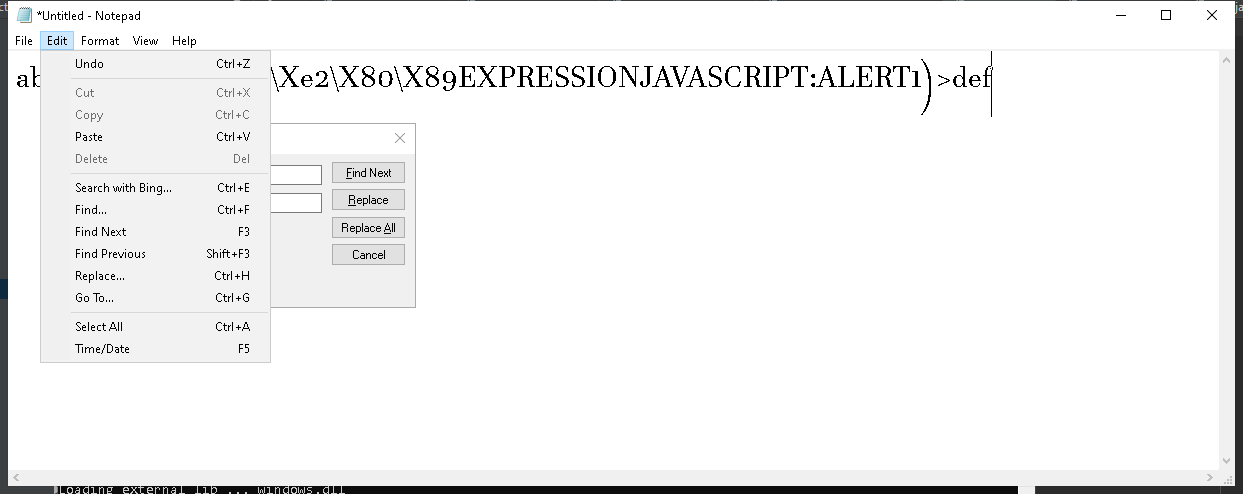 *Untitled - Notepad
File Edit Format View Help
ab \Xe2\X80\X89EXPRESSIONJAVASCRIPT:ALERT1)>def
Undo Ctrl+Z
Cut Ctrl+X
Copy Ctrl+C
Paste Ctrl+V
Delete Del
Search with Bing... Ctrl+E
Find... Ctrl+F
Find Next F3
Find Previous Shift+F3
Replace... Ctrl+H
Go To... Ctrl+G
Select All Ctrl+A
Time/Date F5
Find Next
Replace
Replace All
Cancel
Loading external lib ... windows.dll